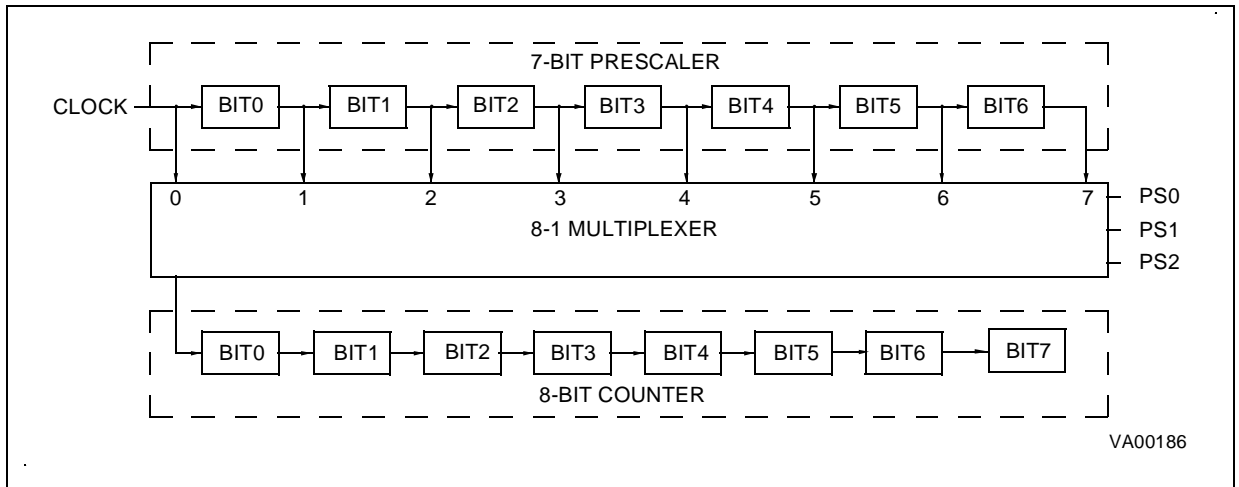 7-BIT PRESCALER
CLOCK BIT0 BIT1 BIT2 BIT3 BIT4 BIT5 BIT6
0 1 2 3 4 5 6 7 PS0
8-1 MULTIPLEXER PS1
PS2
BIT0 BIT1 BIT2 BIT3 BIT4 BIT5 BIT6 BIT7
8-BIT COUNTER
VA00186